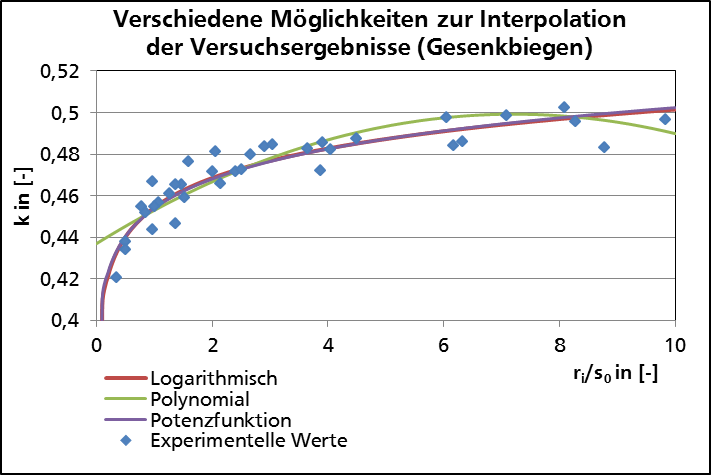 Verschiedene Möglichkeiten zur Interpolation
der Versuchsergebnisse (Gesenkbiegen)
0,52
0,5
0,48
0,46
0,44
0,42
0,4
k in [-]
0 2 4 6 8 10
rᵢ/s₀ in [-]
Logarithmisch
Polynomial
Potenzfunktion
Experimentelle Werte